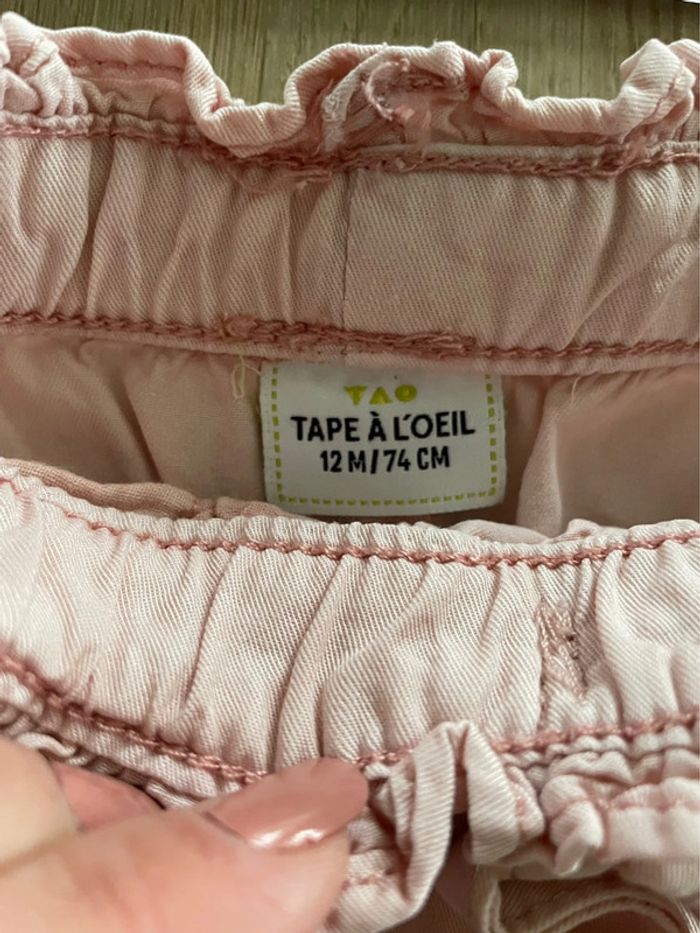 TAO
TAPE À L'OEIL
12 M/74 CM